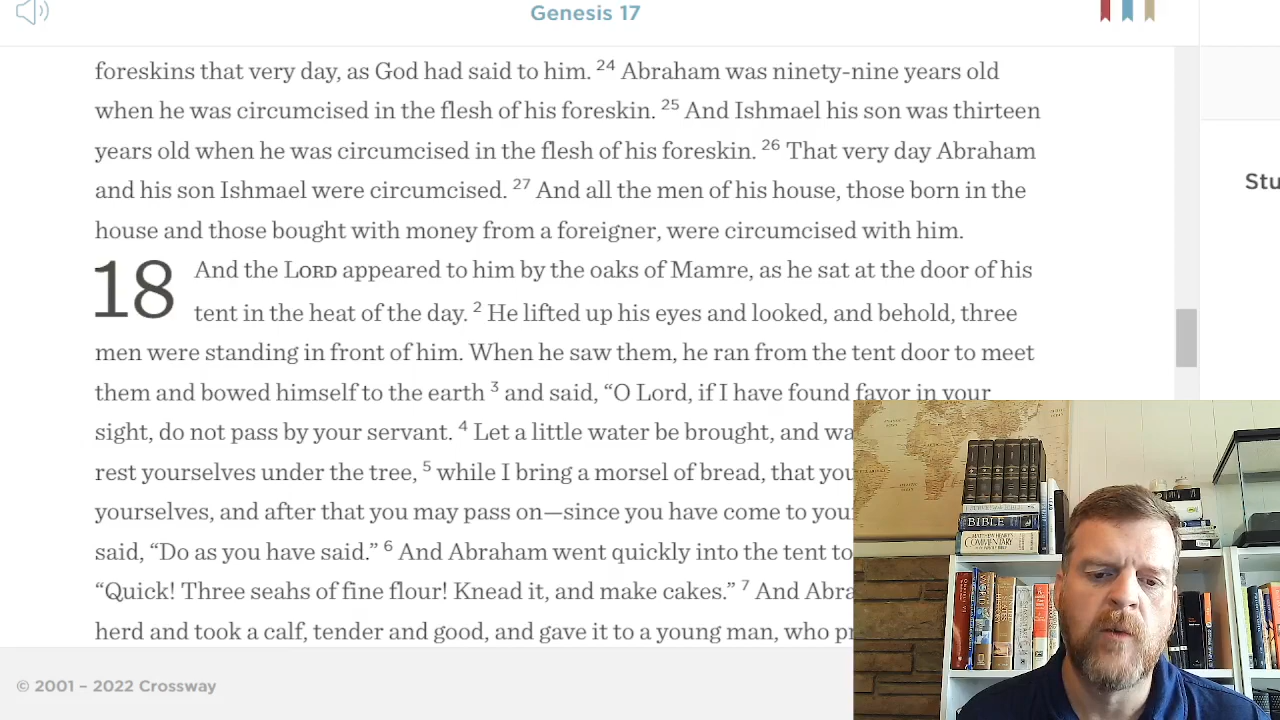 Genesis 17
foreskins that very day, as God had said to him. 24 Abraham was ninety-nine years old
when he was circumcised in the flesh of his foreskin. 25 And Ishmael his son was thirteen
years old when he was circumcised in the flesh of his foreskin. 26 That very day Abraham
and his son Ishmael were circumcised. 27 And all the men of his house, those born in the
house and those bought with money from a foreigner, were circumcised with him.
18 And the LORD appeared to him by the oaks of Mamre, as he sat at the door of his
tent in the heat of the day. 2 He lifted up his eyes and looked, and behold, three
men were standing in front of him. When he saw them, he ran from the tent door to meet
them and bowed himself to the earth 3 and said, “O Lord, if I have found favor in your
sight, do not pass by your servant. 4 Let a little water be brought, and wa
rest yourselves under the tree, 5 while I bring a morsel of bread, that you
yourselves, and after that you may pass on—since you have come to you
said, “Do as you have said.” 6 And Abraham went quickly into the tent to
“Quick! Three seahs of fine flour! Knead it, and make cakes.” 7 And Abra
herd and took a calf, tender and good, and gave it to a young man, who pr
© 2001 – 2022 Crossway
Stu
BIBLE
COMMENTARY